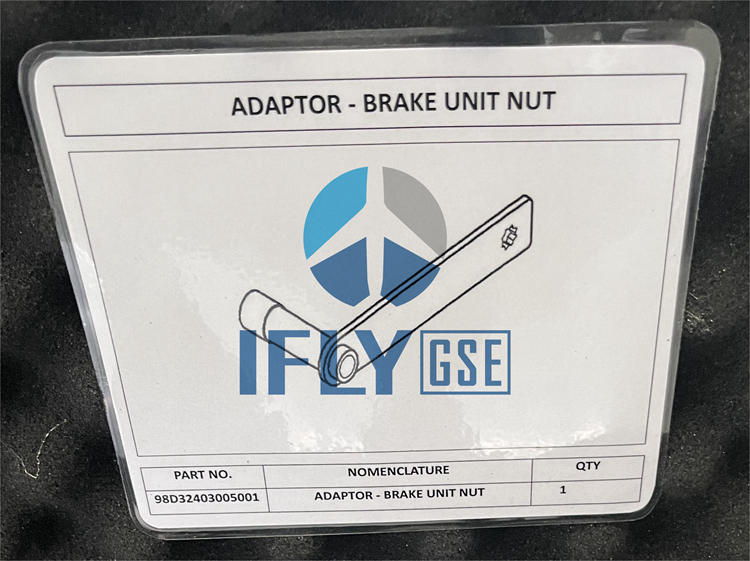 ADAPTOR - BRAKE UNIT NUT
IFLY GSE
PART NO. NOMENCLATURE QTY
98D32403005001 ADAPTOR - BRAKE UNIT NUT 1